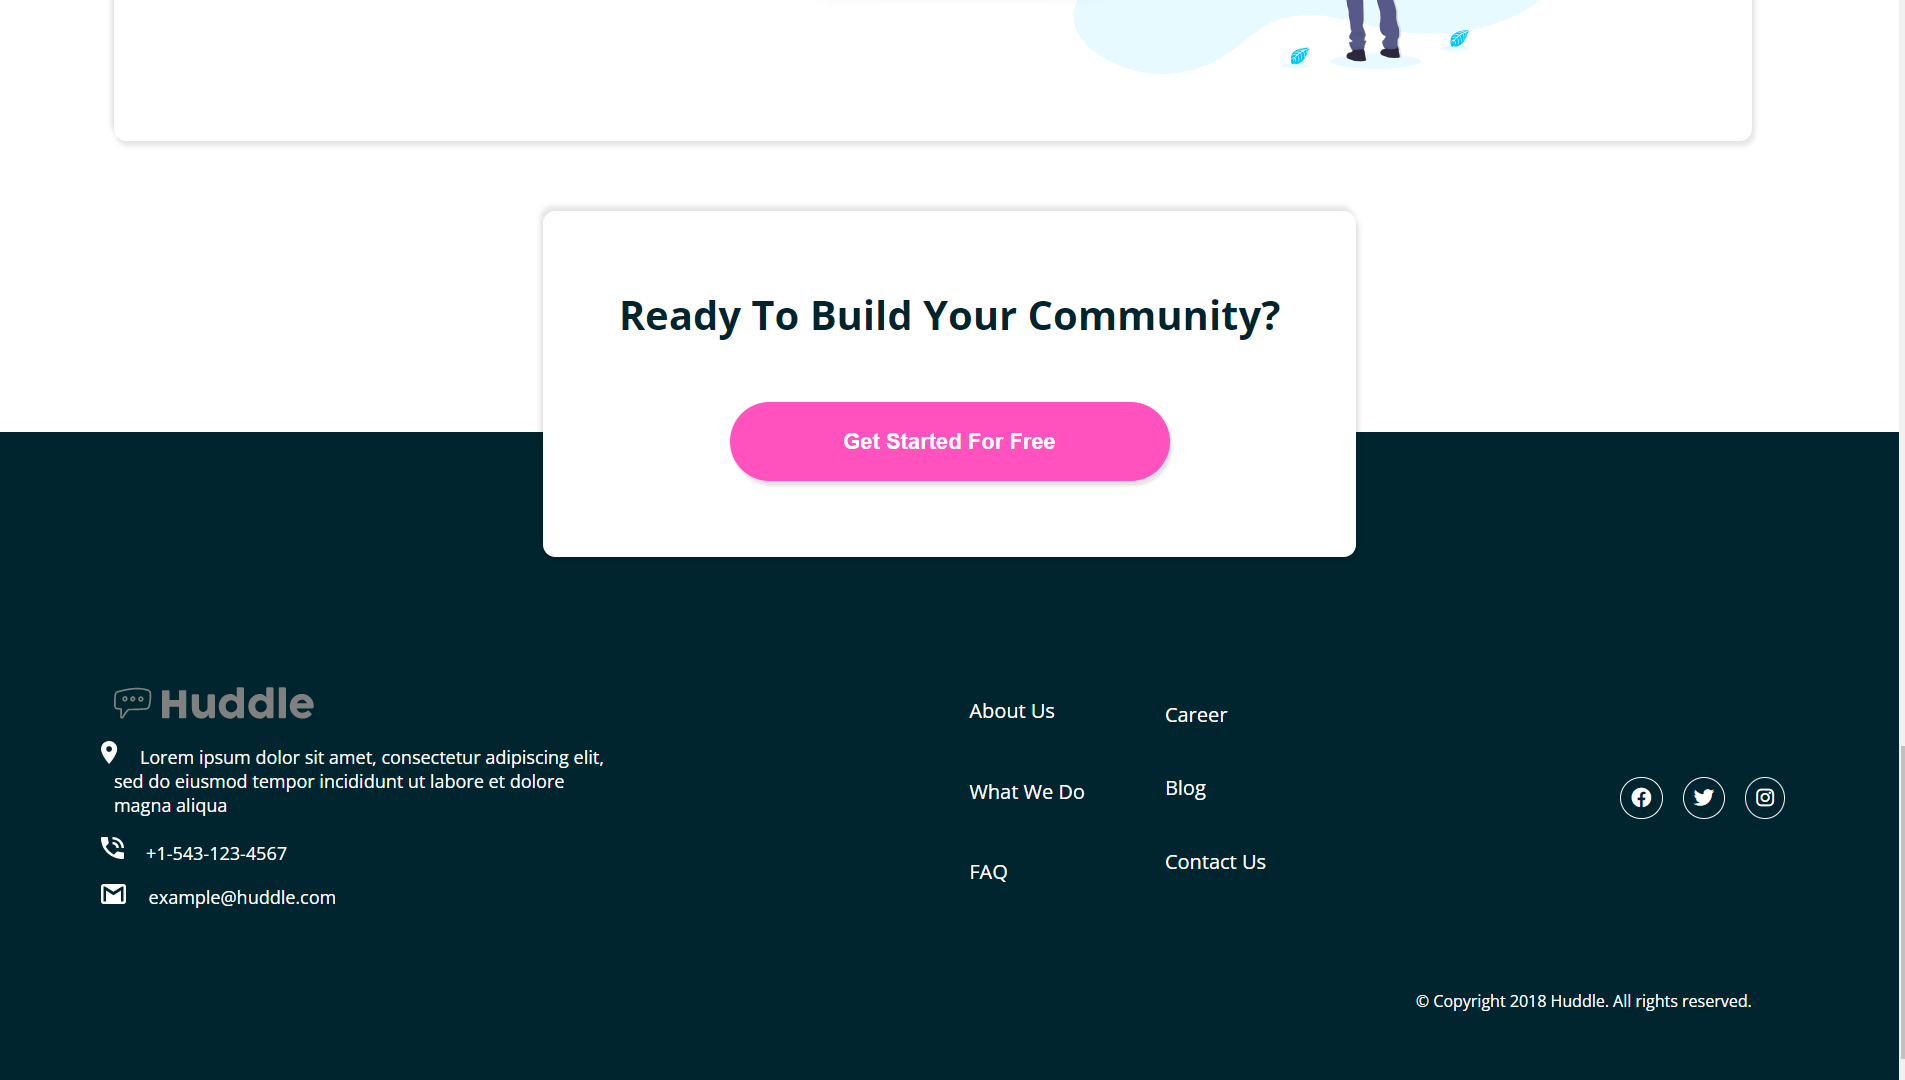 Ready To Build Your Community?
Get Started For Free
Huddle
Lorem ipsum dolor sit amet, consectetur adipiscing elit,
sed do eiusmod tempor incididunt ut labore et dolore
magna aliqua
+1-543-123-4567
example@huddle.com
About Us
What We Do
FAQ
Career
Blog
Contact Us
© Copyright 2018 Huddle. All rights reserved.